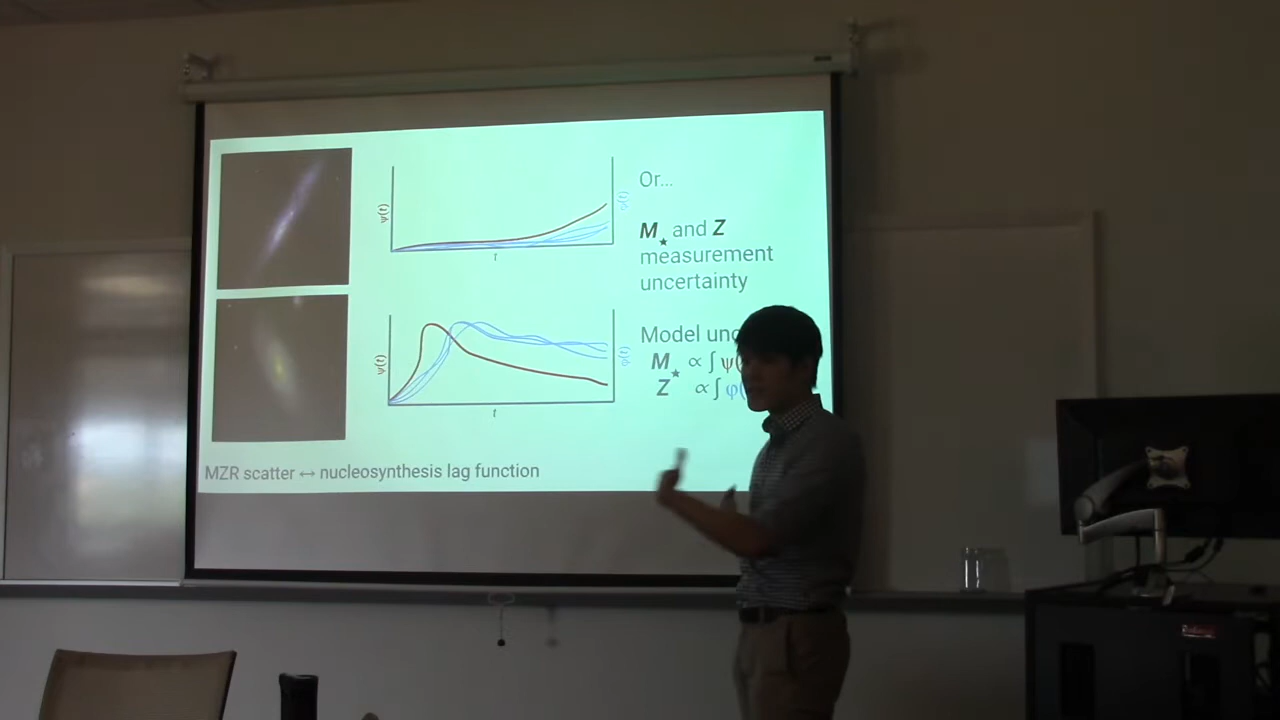 Or...
M★ and Z
measurement
uncertainty
Model unc
M★ ∝ ∫ ψ(
Z ∝ ∫ φ(
ψ(t)
φ(t)
t
ψ(t)
φ(t)
t
MZR scatter ↔ nucleosynthesis lag function